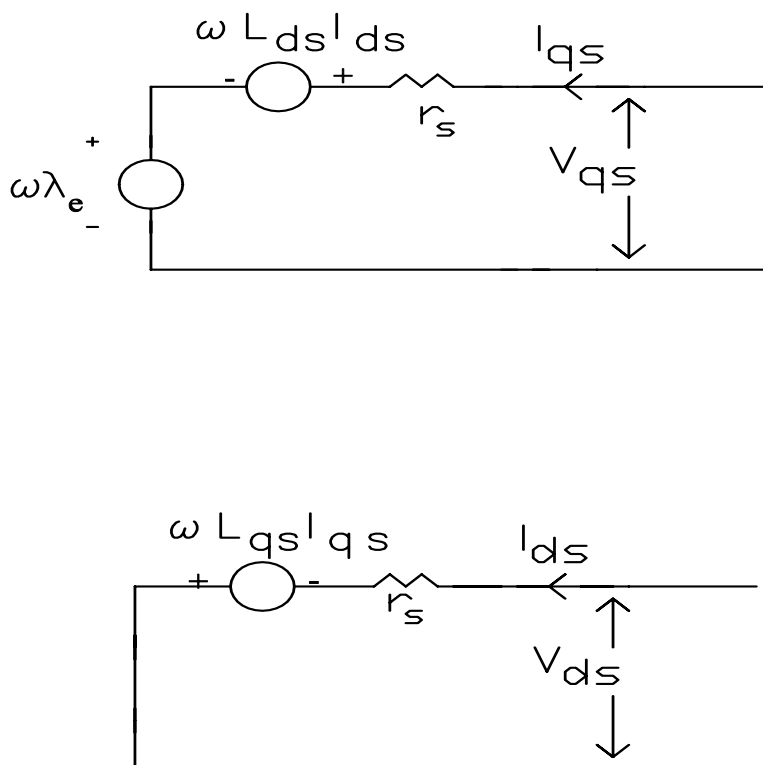 ω L_ds I_ds
I_qs
- +
r_s
+
V_qs
ωλ_e
-
ω L_qs I_qs
I_ds
+ -
r_s
V_ds